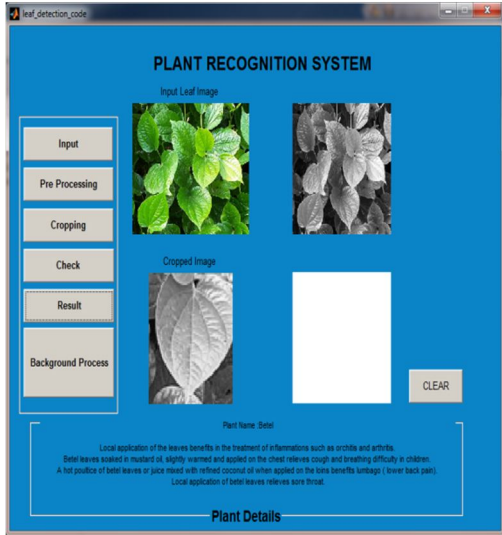 leaf_detection_code
PLANT RECOGNITION SYSTEM
Input Leaf Image
Input
Pre Processing
Cropping
Check
Result
Background Process
Cropped Image
CLEAR
Plant Name :Betel
Local application of the leaves benefits in the treatment of inflammations such as orchitis and arthritis.
Betel leaves soaked in mustard oil, slightly warmed and applied on the chest relieves cough and breathing difficulty in children.
A hot poultice of betel leaves or juice mixed with refined coconut oil when applied on the loins benefits lumbago ( lower back pain).
Local application of betel leaves relieves sore throat.
Plant Details